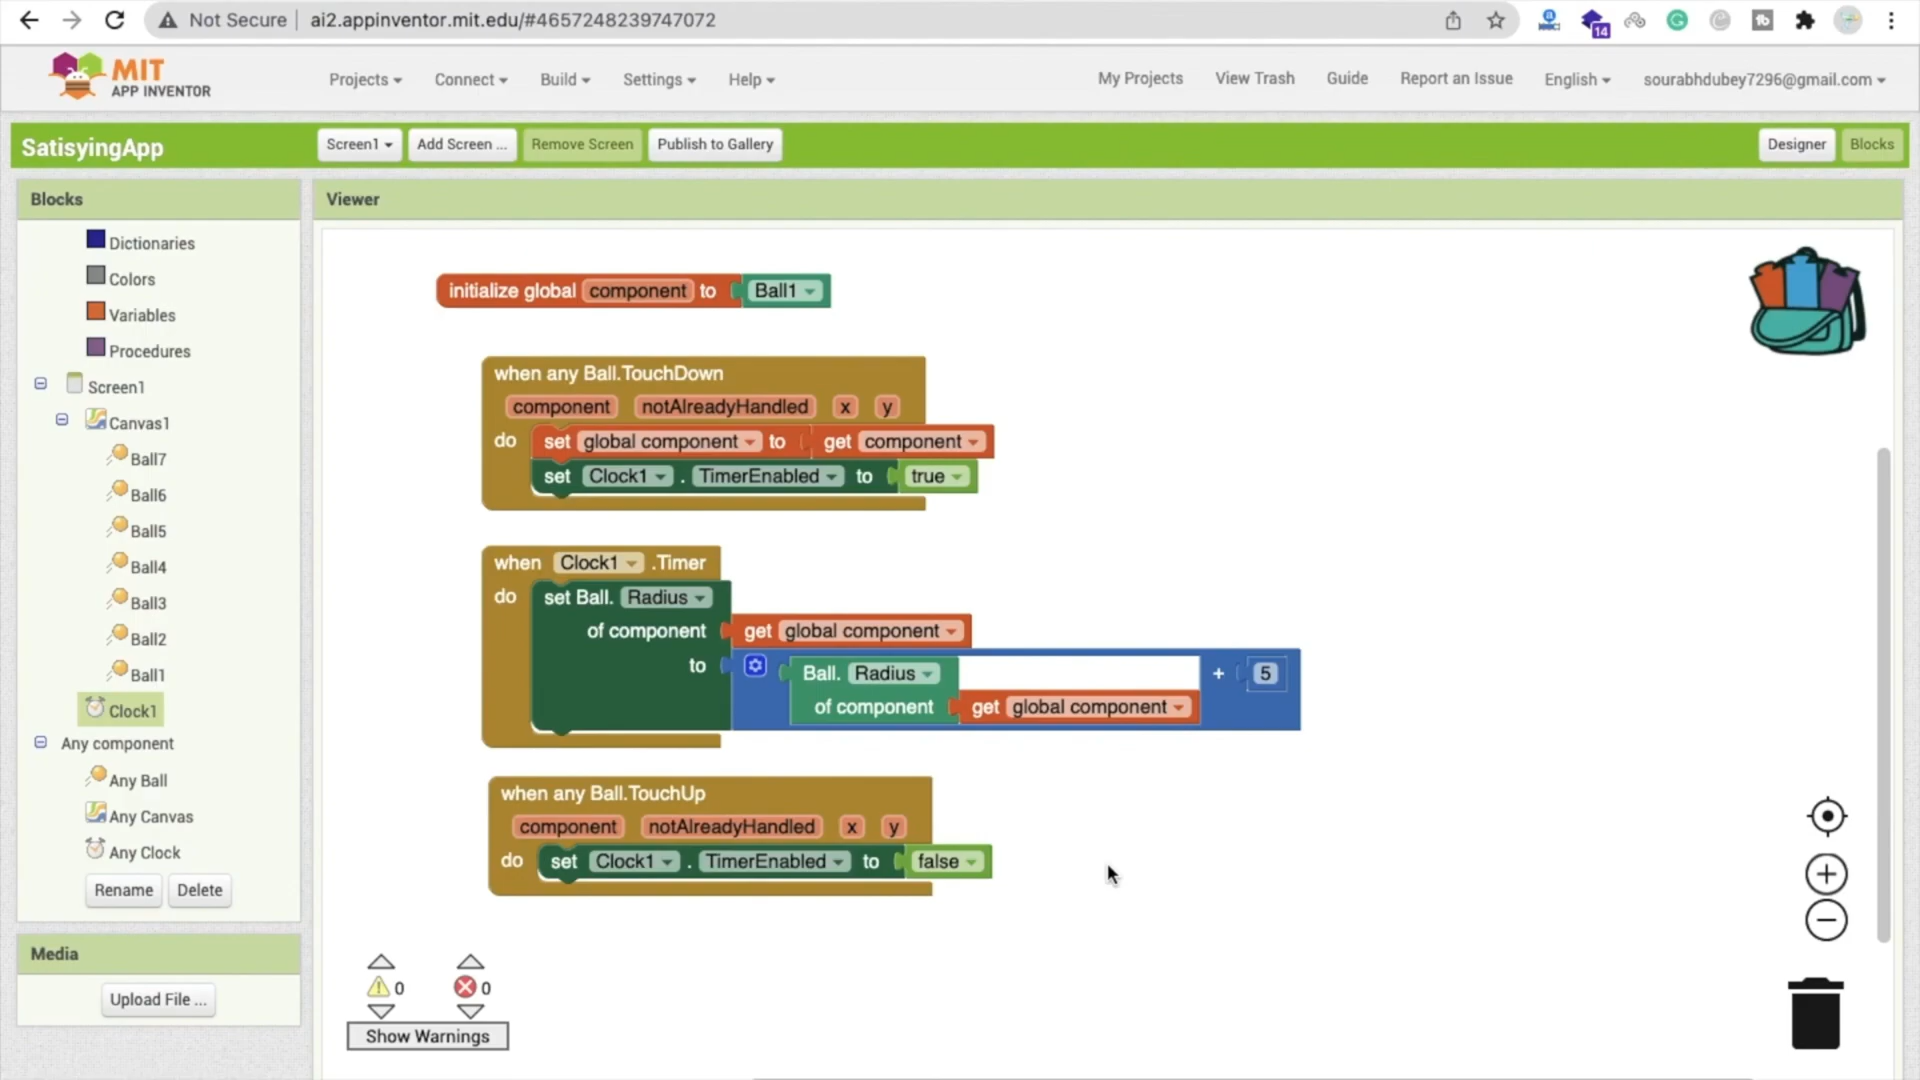 Not Secure | ai2.appinventor.mit.edu/#4657248239747072
14
MIT
APP INVENTOR
Projects Connect Build Settings Help My Projects View Trash Guide Report an Issue English sourabhdubey7296@gmail.com
SatisyingApp Screen1 Add Screen ... Remove Screen Publish to Gallery Designer Blocks
Blocks
Viewer
Dictionaries
Colors
Variables
Procedures
Screen1
Canvas1
Ball7
Ball6
Ball5
Ball4
Ball3
Ball2
Ball1
Clock1
Any component
Any Ball
Any Canvas
Any Clock
Rename Delete
Media
Upload File ...
initialize global component to Ball1
when any Ball.TouchDown
component notAlreadyHandled x y
do set global component to get component
set Clock1 . TimerEnabled to true
when Clock1 .Timer
do set Ball. Radius
of component get global component
to Ball. Radius + 5
of component get global component
when any Ball.TouchUp
component notAlreadyHandled x y
do set Clock1 . TimerEnabled to false
0 0
Show Warnings